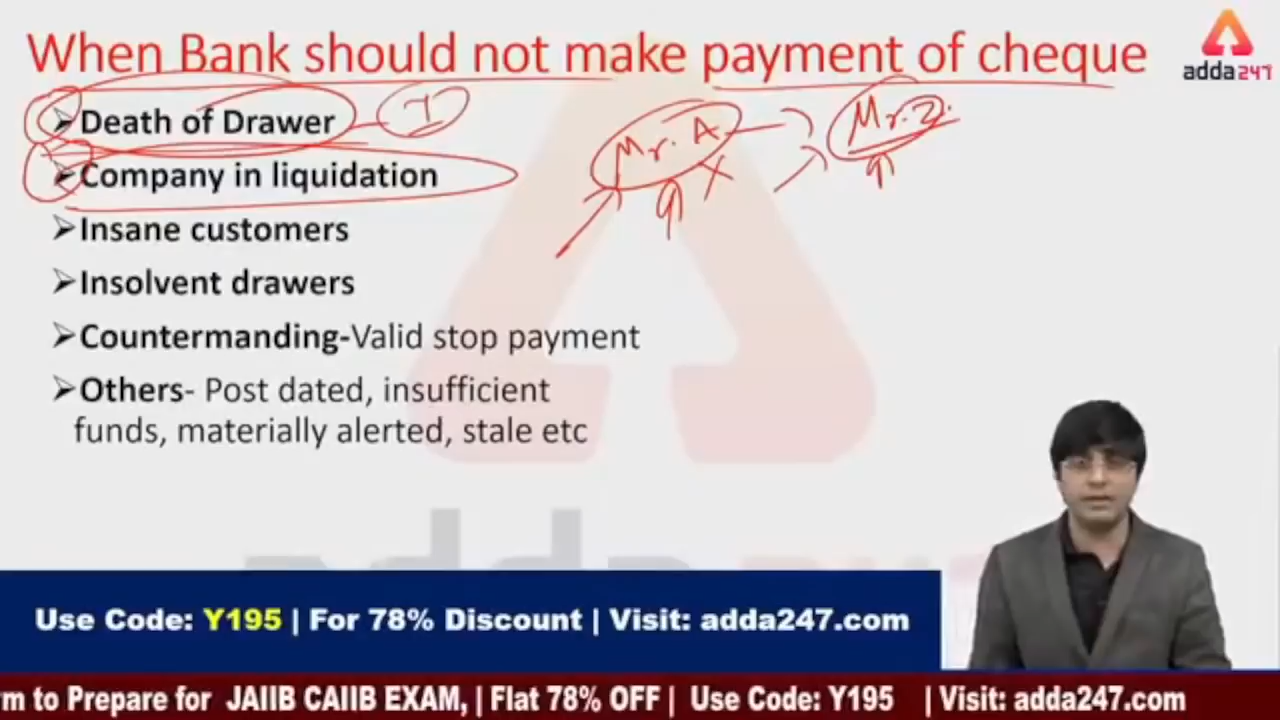 When Bank should not make payment of cheque
adda247
➢Death of Drawer
➢Company in liquidation
Mr. A
Mr. Z.
➢Insane customers
➢Insolvent drawers
➢Countermanding-Valid stop payment
➢Others- Post dated, insufficient
funds, materially alerted, stale etc
Use Code: Y195 | For 78% Discount | Visit: adda247.com
to Prepare for JAIIB CAIIB EXAM, | Flat 78% OFF | Use Code: Y195 | Visit: adda247.com